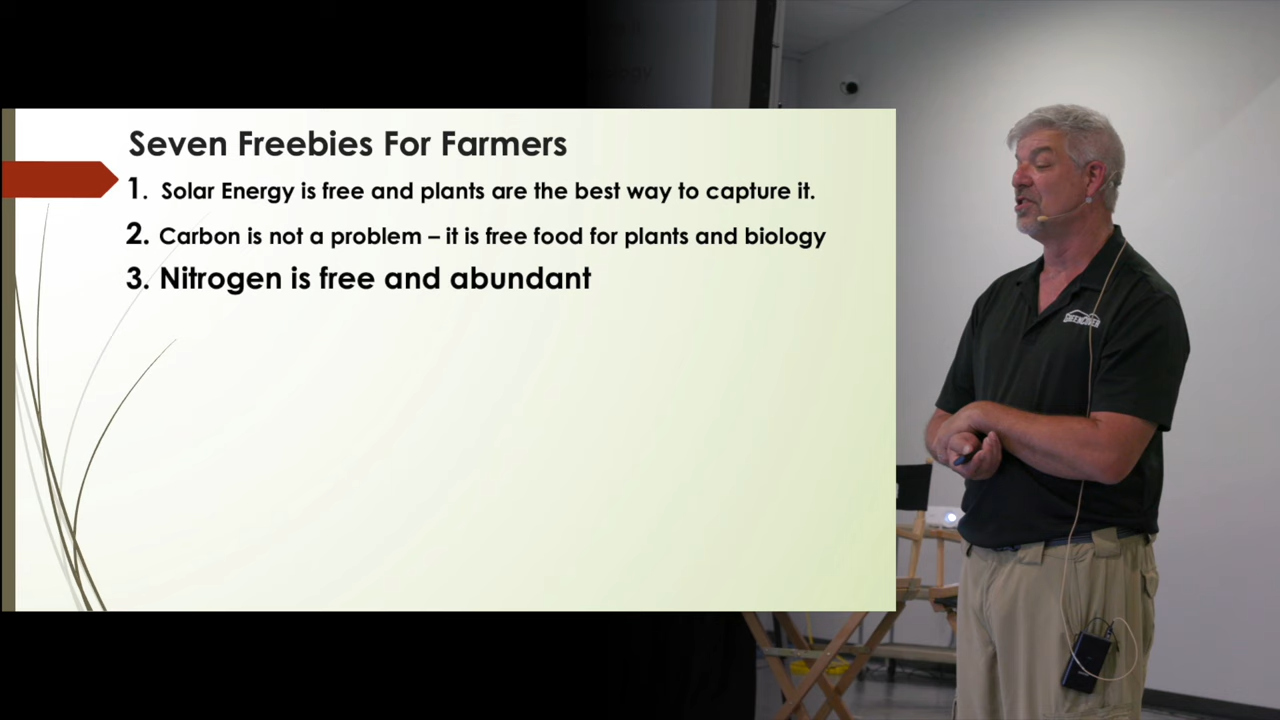 Seven Freebies For Farmers
1. Solar Energy is free and plants are the best way to capture it.
2. Carbon is not a problem – it is free food for plants and biology
3. Nitrogen is free and abundant